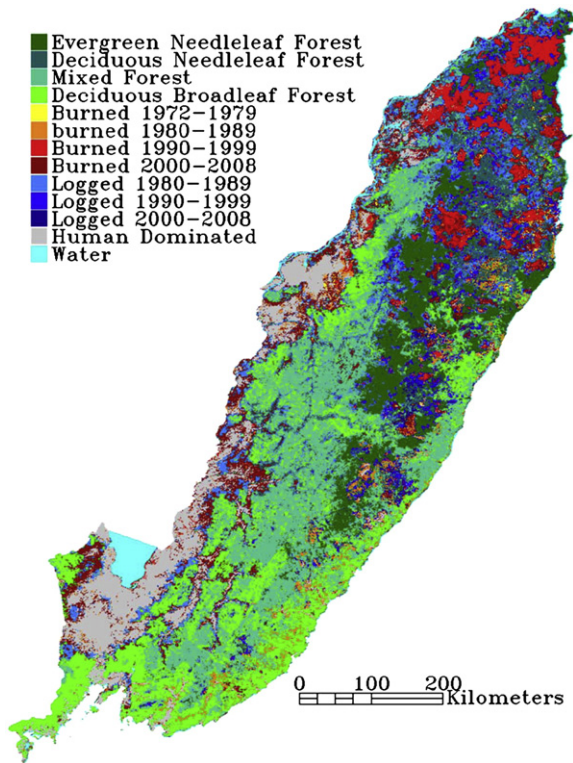 Evergreen Needleleaf Forest
Deciduous Needleleaf Forest
Mixed Forest
Deciduous Broadleaf Forest
Burned 1972-1979
burned 1980-1989
Burned 1990-1999
Burned 2000-2008
Logged 1980-1989
Logged 1990-1999
Logged 2000-2008
Human Dominated
Water
0 100 200
Kilometers